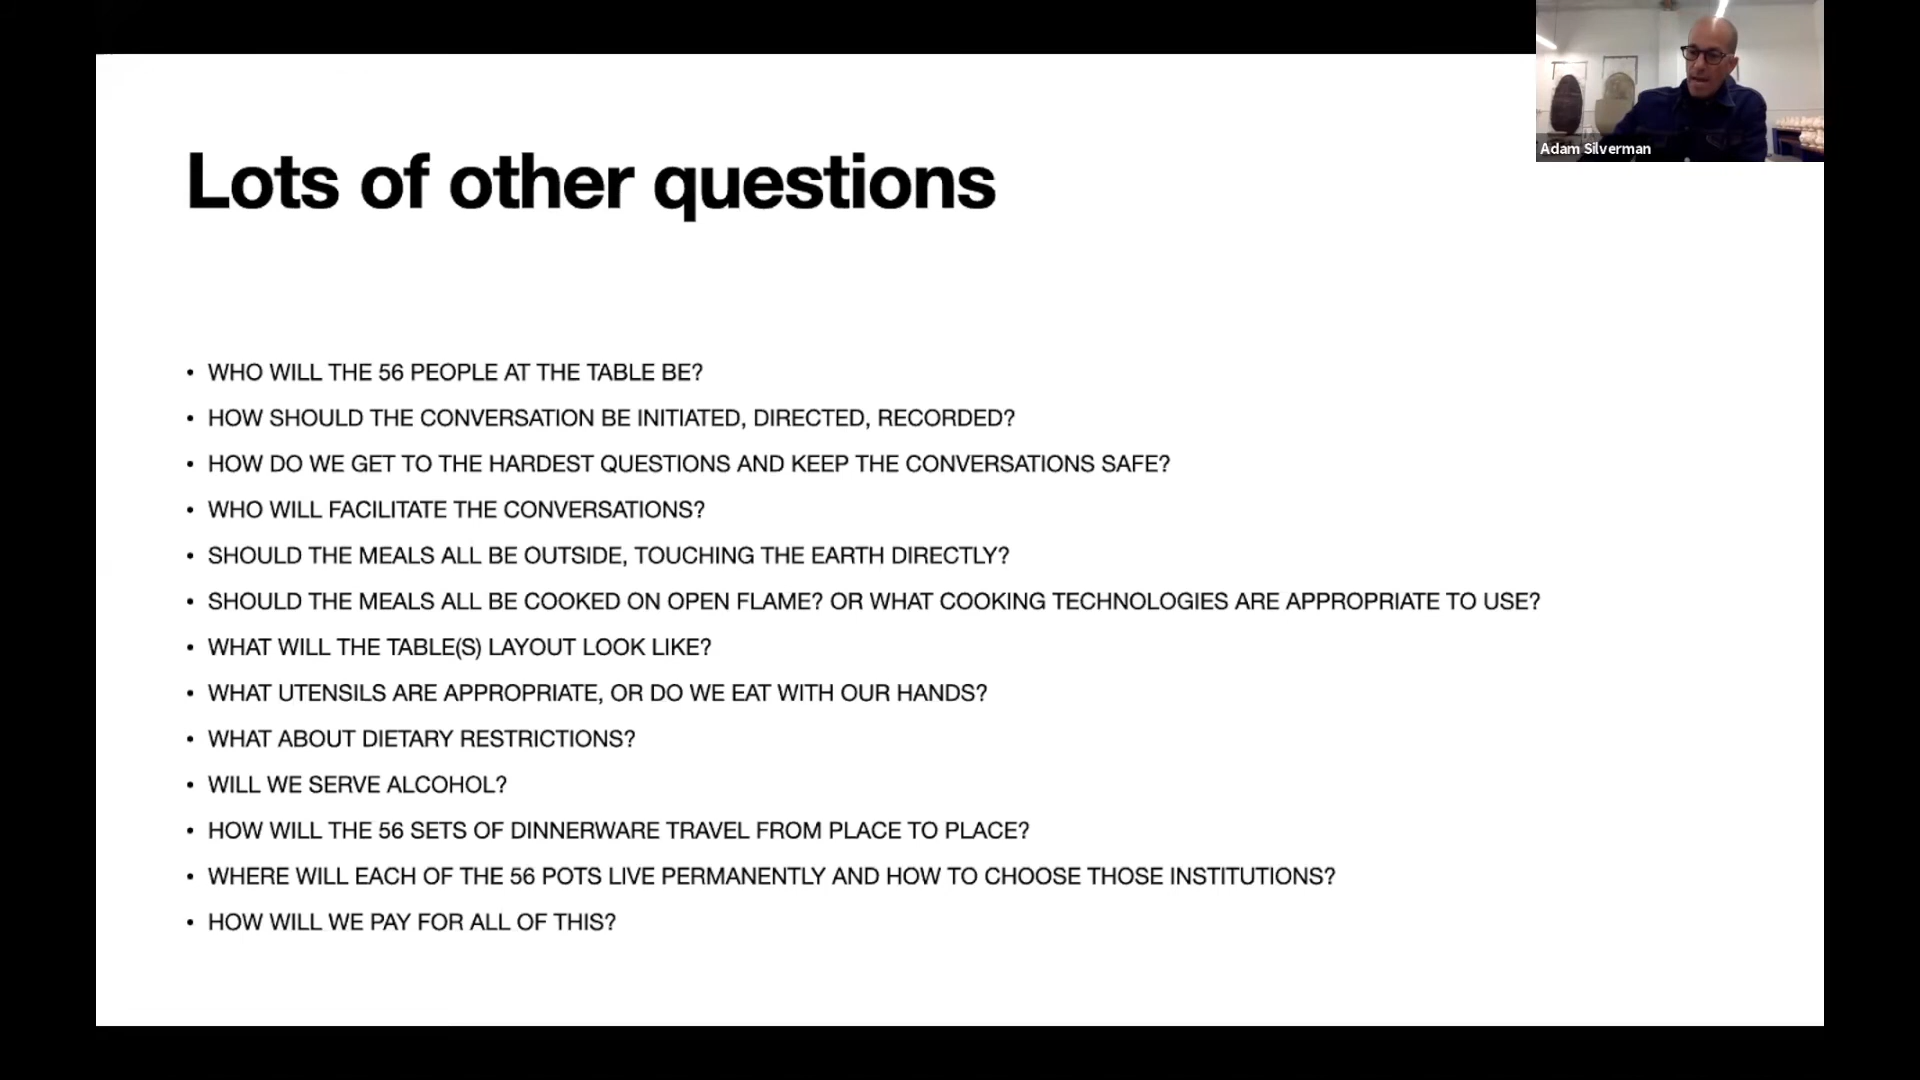 Adam Silverman
Lots of other questions
• WHO WILL THE 56 PEOPLE AT THE TABLE BE?
• HOW SHOULD THE CONVERSATION BE INITIATED, DIRECTED, RECORDED?
• HOW DO WE GET TO THE HARDEST QUESTIONS AND KEEP THE CONVERSATIONS SAFE?
• WHO WILL FACILITATE THE CONVERSATIONS?
• SHOULD THE MEALS ALL BE OUTSIDE, TOUCHING THE EARTH DIRECTLY?
• SHOULD THE MEALS ALL BE COOKED ON OPEN FLAME? OR WHAT COOKING TECHNOLOGIES ARE APPROPRIATE TO USE?
• WHAT WILL THE TABLE(S) LAYOUT LOOK LIKE?
• WHAT UTENSILS ARE APPROPRIATE, OR DO WE EAT WITH OUR HANDS?
• WHAT ABOUT DIETARY RESTRICTIONS?
• WILL WE SERVE ALCOHOL?
• HOW WILL THE 56 SETS OF DINNERWARE TRAVEL FROM PLACE TO PLACE?
• WHERE WILL EACH OF THE 56 POTS LIVE PERMANENTLY AND HOW TO CHOOSE THOSE INSTITUTIONS?
• HOW WILL WE PAY FOR ALL OF THIS?